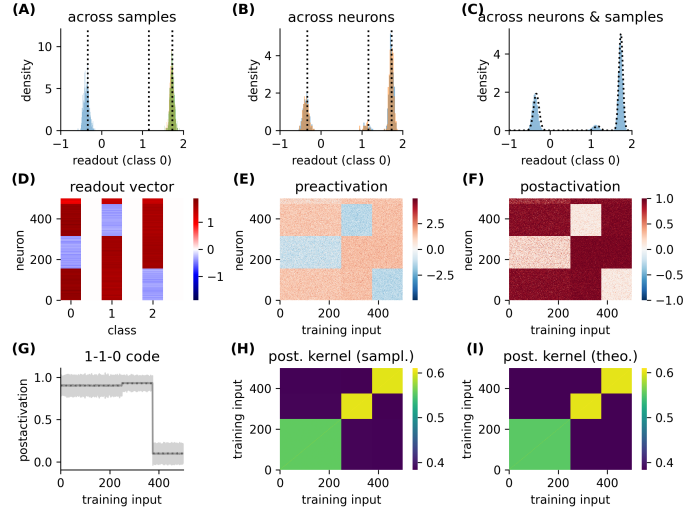 (A) across samples
(B) across neurons
(C) across neurons & samples
density
10
5
0
−1 0 1 2
readout (class 0)
density
4
2
0
−1 0 1 2
readout (class 0)
density
4
2
0
−1 0 1 2
readout (class 0)
(D) readout vector
(E) preactivation
(F) postactivation
neuron
400
200
0
0 1 2
class
1
0
−1
neuron
400
200
0
0 200 400
training input
2.5
0.0
−2.5
neuron
400
200
0
0 200 400
training input
1.0
0.5
0.0
−0.5
−1.0
(G) 1-1-0 code
(H) post. kernel (sampl.)
(I) post. kernel (theo.)
postactivation
1.0
0.5
0.0
0 200 400
training input
training input
400
200
0
0 200 400
training input
0.6
0.5
0.4
training input
400
200
0
0 200 400
training input
0.6
0.5
0.4